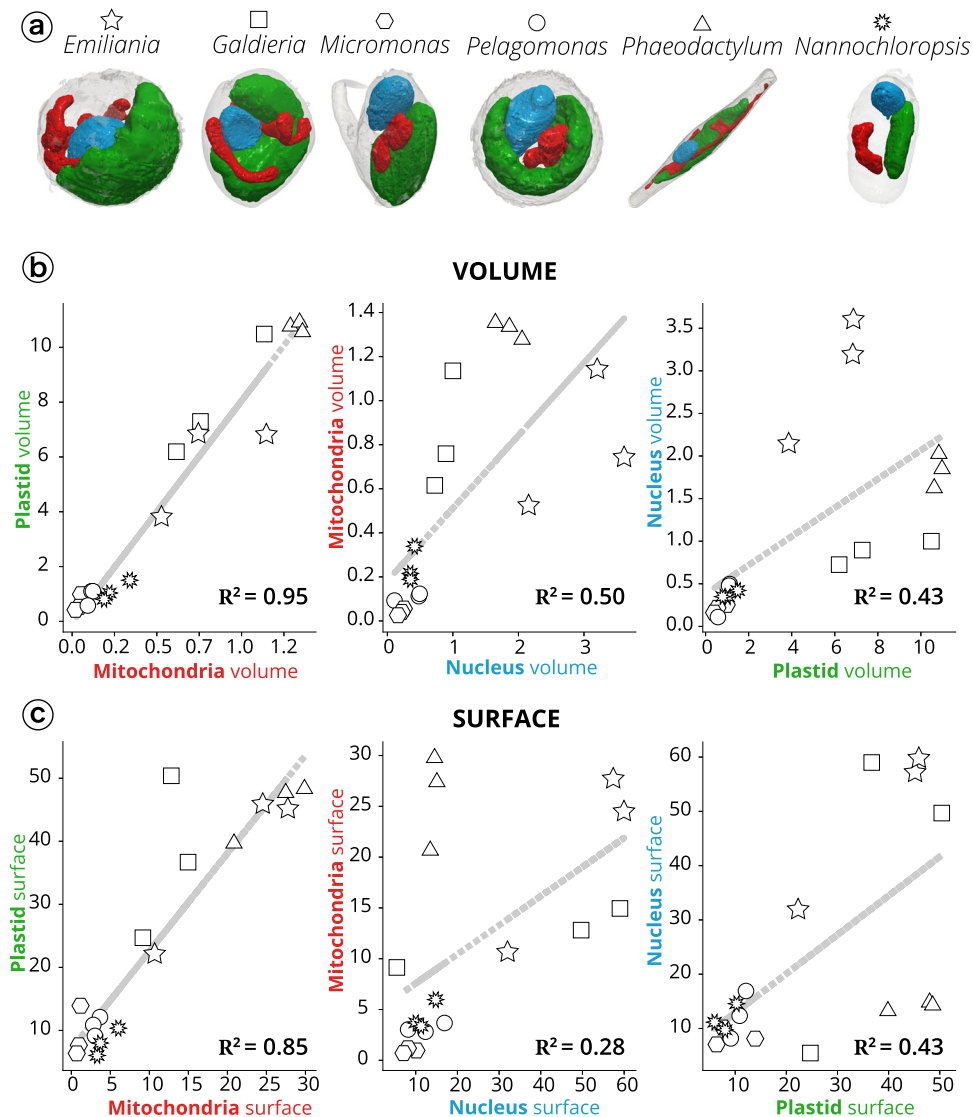 a
Emiliania Galdieria Micromonas Pelagomonas Phaeodactylum Nannochloropsis
b
VOLUME
Plastid volume
10
8
6
4
2
0
R² = 0.95
0.0 0.2 0.5 0.7 1.0 1.2
Mitochondria volume
Mitochondria volume
1.4
1.2
1.0
0.8
0.6
0.4
0.2
0.0
R² = 0.50
0 1 2 3
Nucleus volume
Nucleus volume
3.5
3.0
2.5
2.0
1.5
1.0
0.5
0.0
R² = 0.43
0 2 4 6 8 10
Plastid volume
c
SURFACE
Plastid surface
50
40
30
20
10
R² = 0.85
0 5 10 15 20 25 30
Mitochondria surface
Mitochondria surface
30
25
20
15
10
5
0
R² = 0.28
10 20 30 40 50 60
Nucleus surface
Nucleus surface
60
50
40
30
20
10
R² = 0.43
10 20 30 40 50
Plastid surface